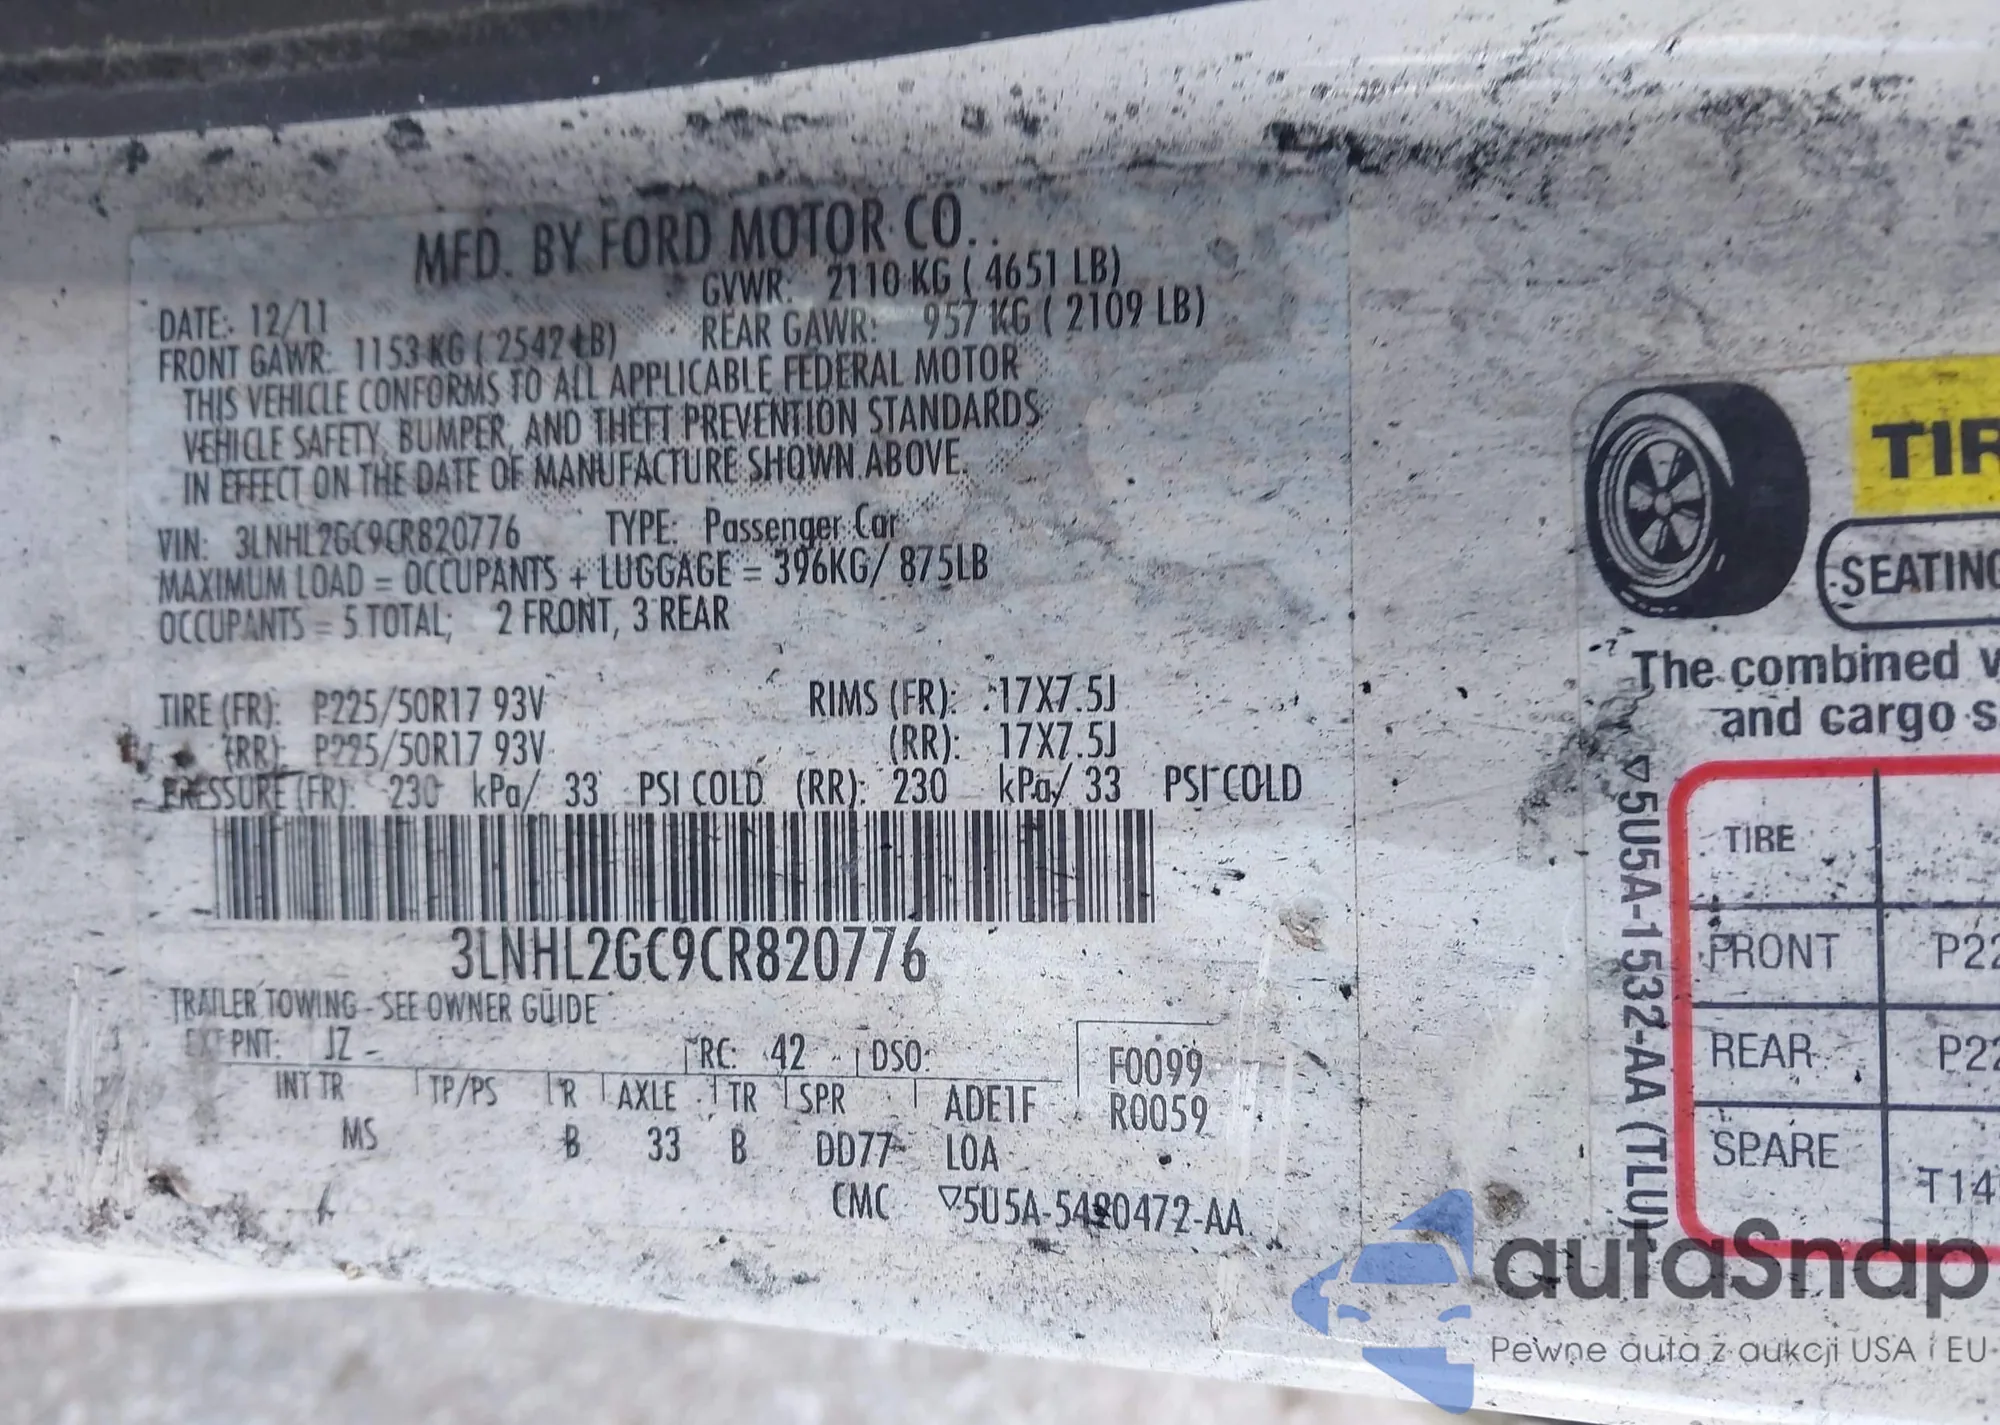 MFD. BY FORD MOTOR CO.
DATE: 12/11
GVWR: 2110 KG ( 4651 LB)
FRONT GAWR: 1153 KG ( 2542 LB)
REAR GAWR: 957 KG ( 2109 LB)
THIS VEHICLE CONFORMS TO ALL APPLICABLE FEDERAL MOTOR
VEHICLE SAFETY, BUMPER, AND THEFT PREVENTION STANDARDS
IN EFFECT ON THE DATE OF MANUFACTURE SHOWN ABOVE.
VIN: 3LNHL2GC9CR820776 TYPE: Passenger Car
MAXIMUM LOAD = OCCUPANTS + LUGGAGE = 396KG/ 875LB
OCCUPANTS = 5 TOTAL; 2 FRONT, 3 REAR
TIRE (FR): P225/50R17 93V RIMS (FR): 17X7.5J
(RR): P225/50R17 93V (RR): 17X7.5J
PRESSURE (FR): 230 kPa/ 33 PSI COLD (RR): 230 kPa/ 33 PSI COLD
3LNHL2GC9CR820776
TRAILER TOWING - SEE OWNER GUIDE
EXT PNT: JZ RC: 42 DSO:
F0099
R0059
INT TR TP/PS R AXLE TR SPR ADE1F
MS B 33 B DD77 LOA
CMC ▽5U5A-5420472-AA
TIR
SEATING
The combined v
and cargo s
▽5U5A-1532-AA (TLU)
TIRE
FRONT P22
REAR P22
SPARE T14
autaSnap
Pewne auta z aukcji USA i EU